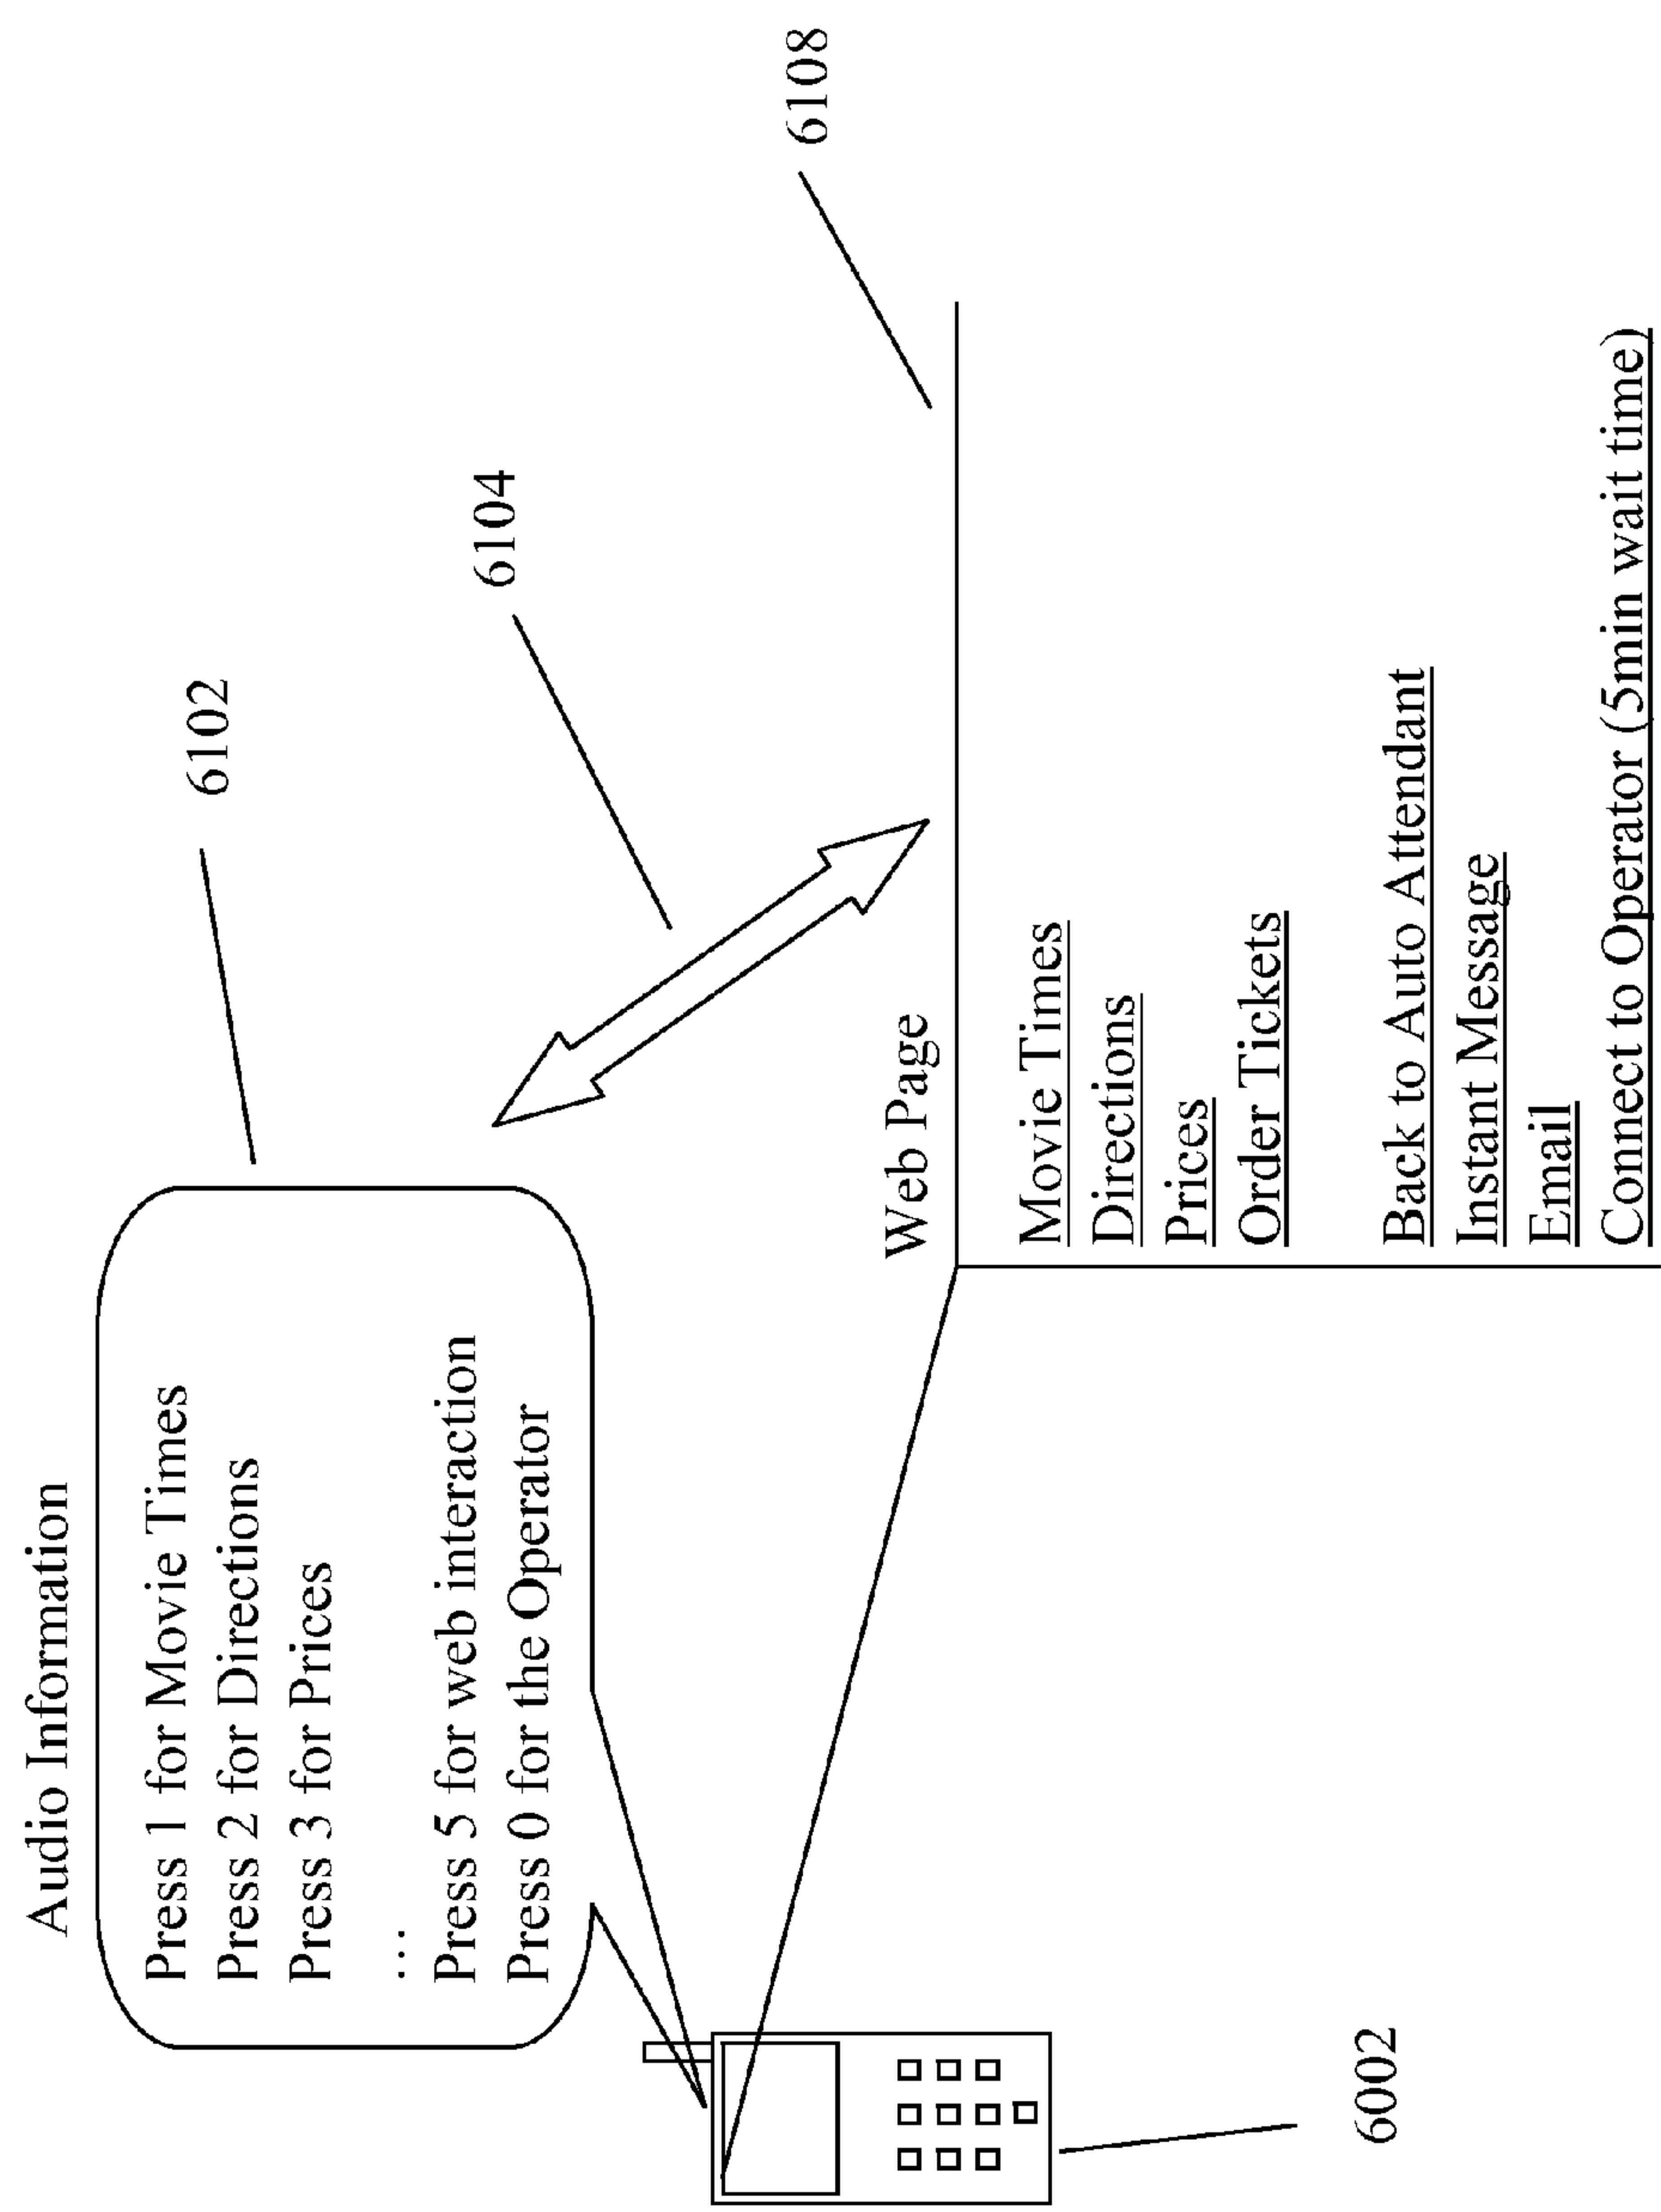 Audio Information
6102
Press 1 for Movie Times
Press 2 for Directions
Press 3 for Prices
...
Press 5 for web interaction
Press 0 for the Operator
6104
6108
Web Page
Movie Times
Directions
Prices
Order Tickets
Back to Auto Attendant
Instant Message
Email
Connect to Operator (5min wait time)
6002